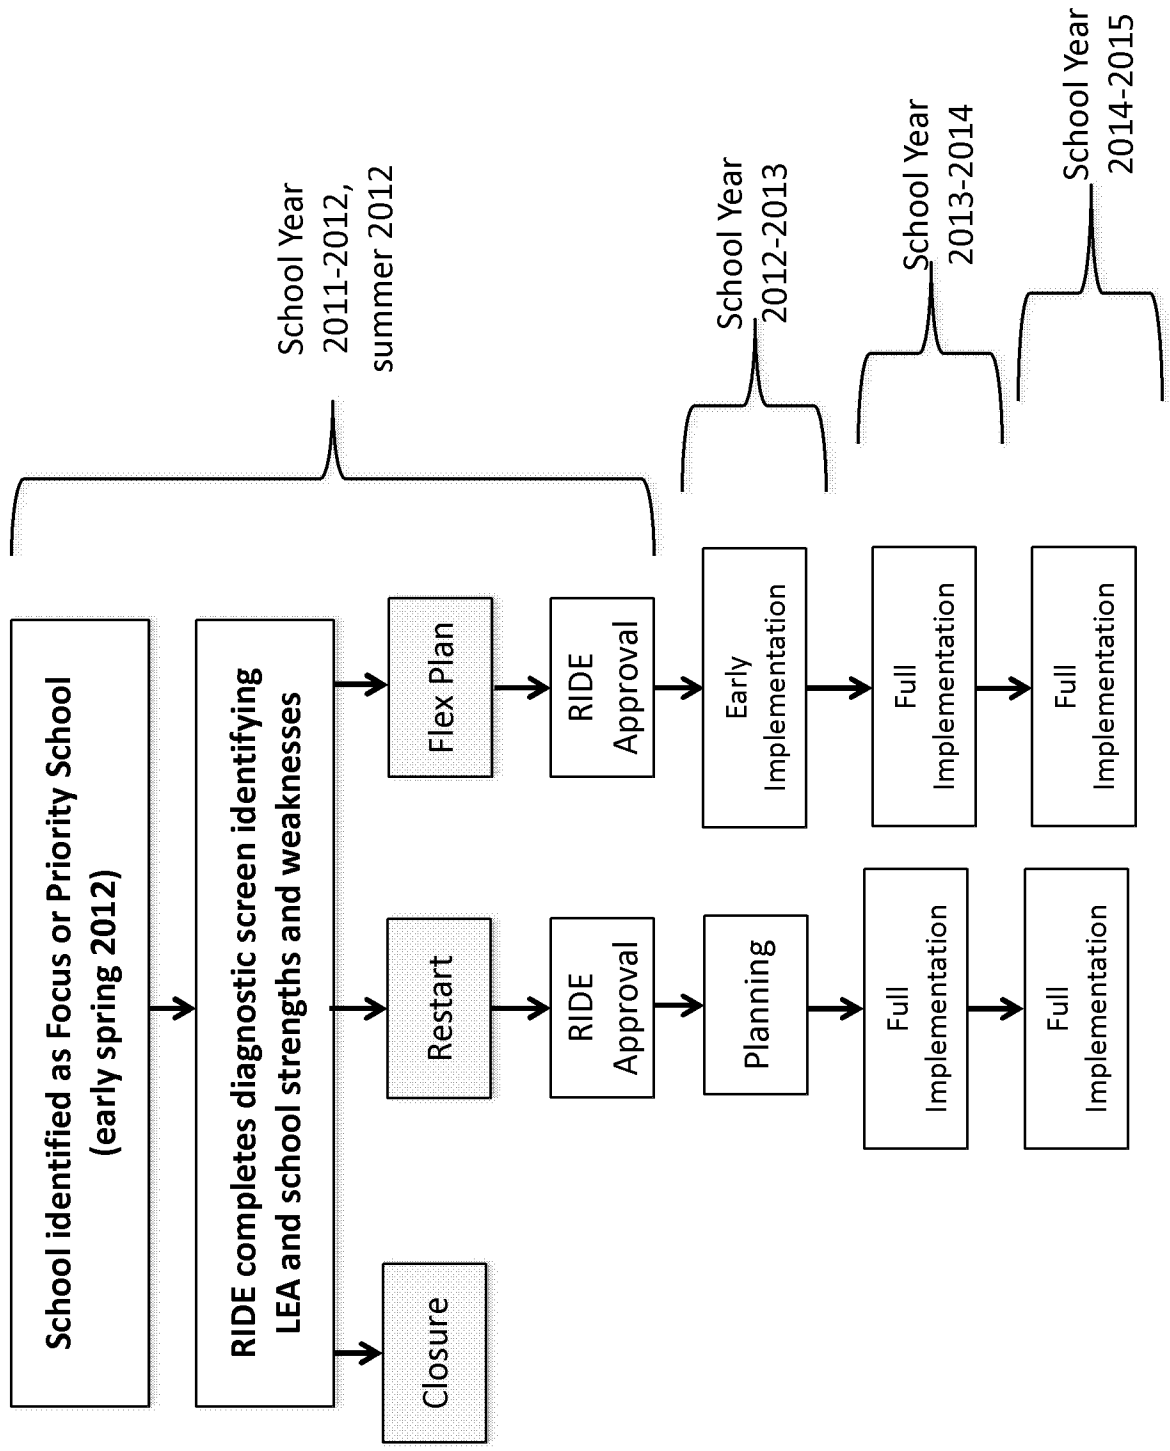 School identified as Focus or Priority School
(early spring 2012)
RIDE completes diagnostic screen identifying
LEA and school strengths and weaknesses
Closure
Restart
Flex Plan
School Year
2011-2012,
summer 2012
RIDE
Approval
RIDE
Approval
Planning
Early
Implementation
School Year
2012-2013
Full
Implementation
Full
Implementation
School Year
2013-2014
Full
Implementation
Full
Implementation
School Year
2014-2015